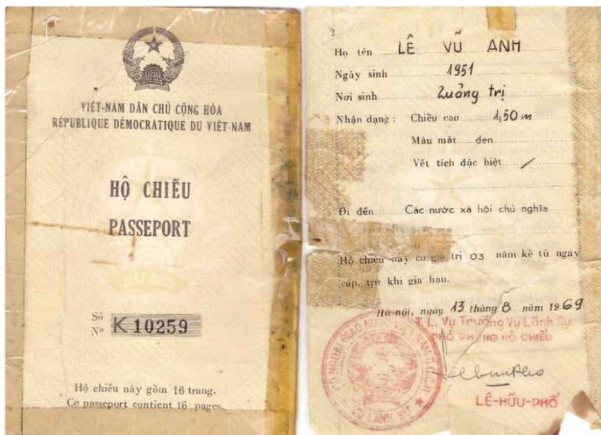 VIỆT-NAM DÂN CHỦ CỘNG HÒA
RÉPUBLIQUE DÉMOCRATIQUE DU VIÊT-NAM
HỘ CHIẾU
PASSEPORT
Số
No K 10259
Hộ chiếu này gồm 16 trang.
Ce passeport contient 16 pages.
2
Họ tên LÊ VŨ ANH
Ngày sinh 1951
Nơi sinh Quảng trị
Nhận dạng : Chiều cao 1,50 m
Màu mắt đen
Vết tích đặc biệt /
Đi đến Các nước xã hội chủ nghĩa
Hộ chiếu này có giá trị 03 năm kể từ ngày
cấp, trừ khi gia hạn.
Hà-nội, ngày 13 tháng 8 năm 1969
T.L. Vụ Trưởng Vụ Lãnh Sự
PHÓ PHÒNG HỘ CHIẾU
LÊ-HỮU-PHỔ